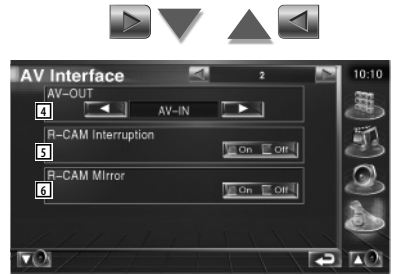 AV Interface 2 10:10
AV-OUT
4 AV-IN
R-CAM Interruption
5 On Off
R-CAM MIrror
6 On Off